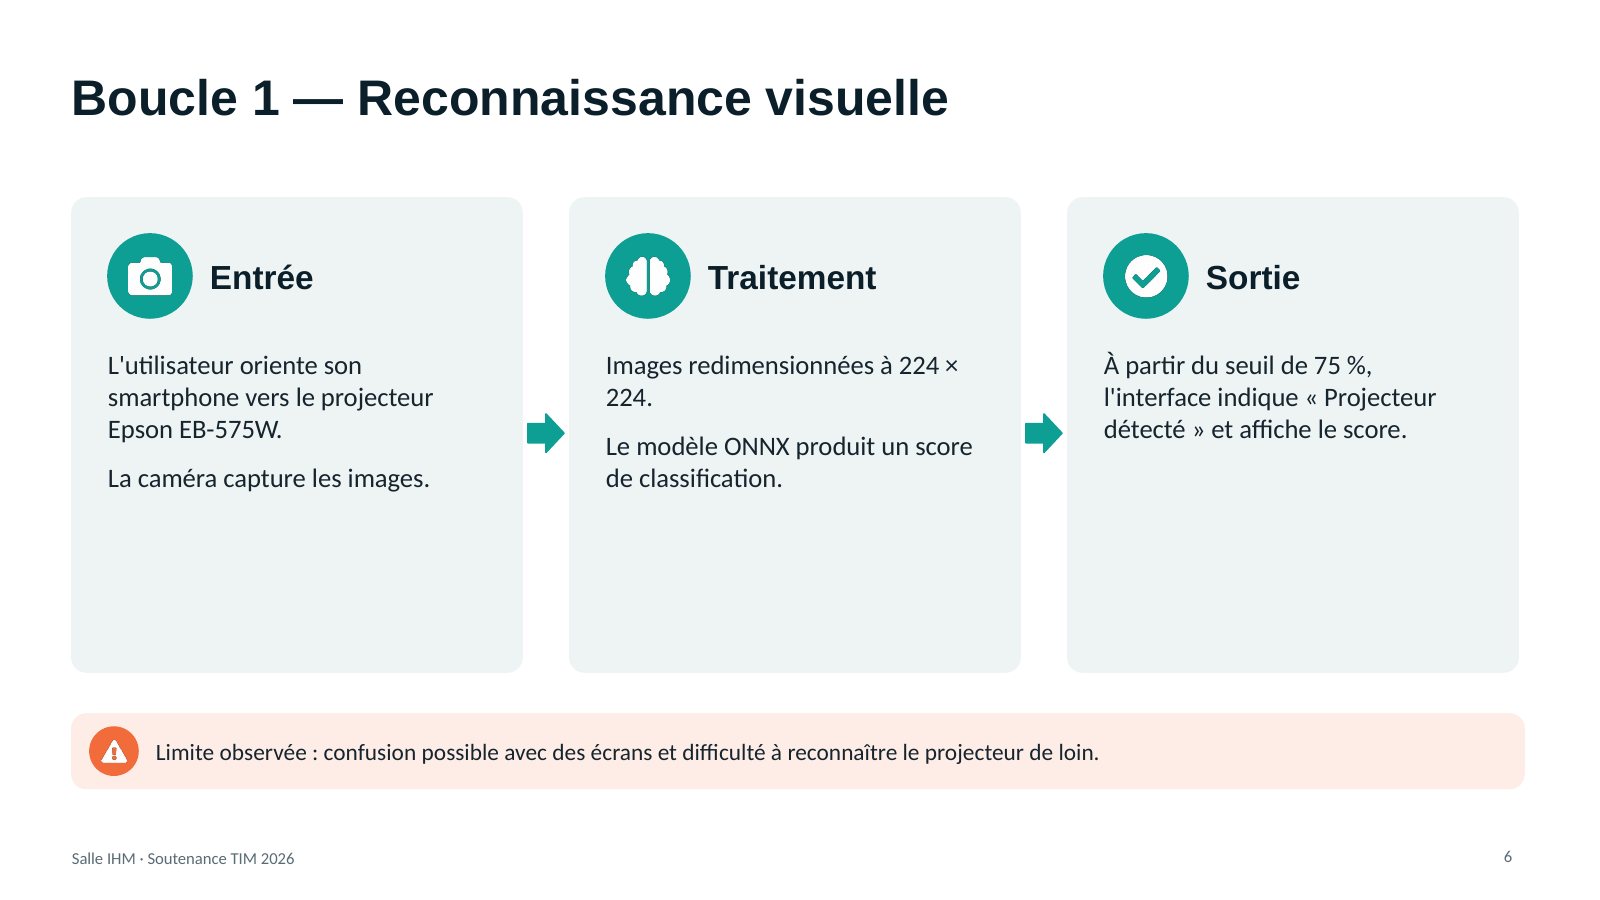 Boucle 1 — Reconnaissance visuelle
Entrée
L'utilisateur oriente son
smartphone vers le projecteur
Epson EB-575W.
La caméra capture les images.
Traitement
Images redimensionnées à 224 ×
224.
Le modèle ONNX produit un score
de classification.
Sortie
À partir du seuil de 75 %,
l'interface indique « Projecteur
détecté » et affiche le score.
Limite observée : confusion possible avec des écrans et difficulté à reconnaître le projecteur de loin.
Salle IHM · Soutenance TIM 2026
6